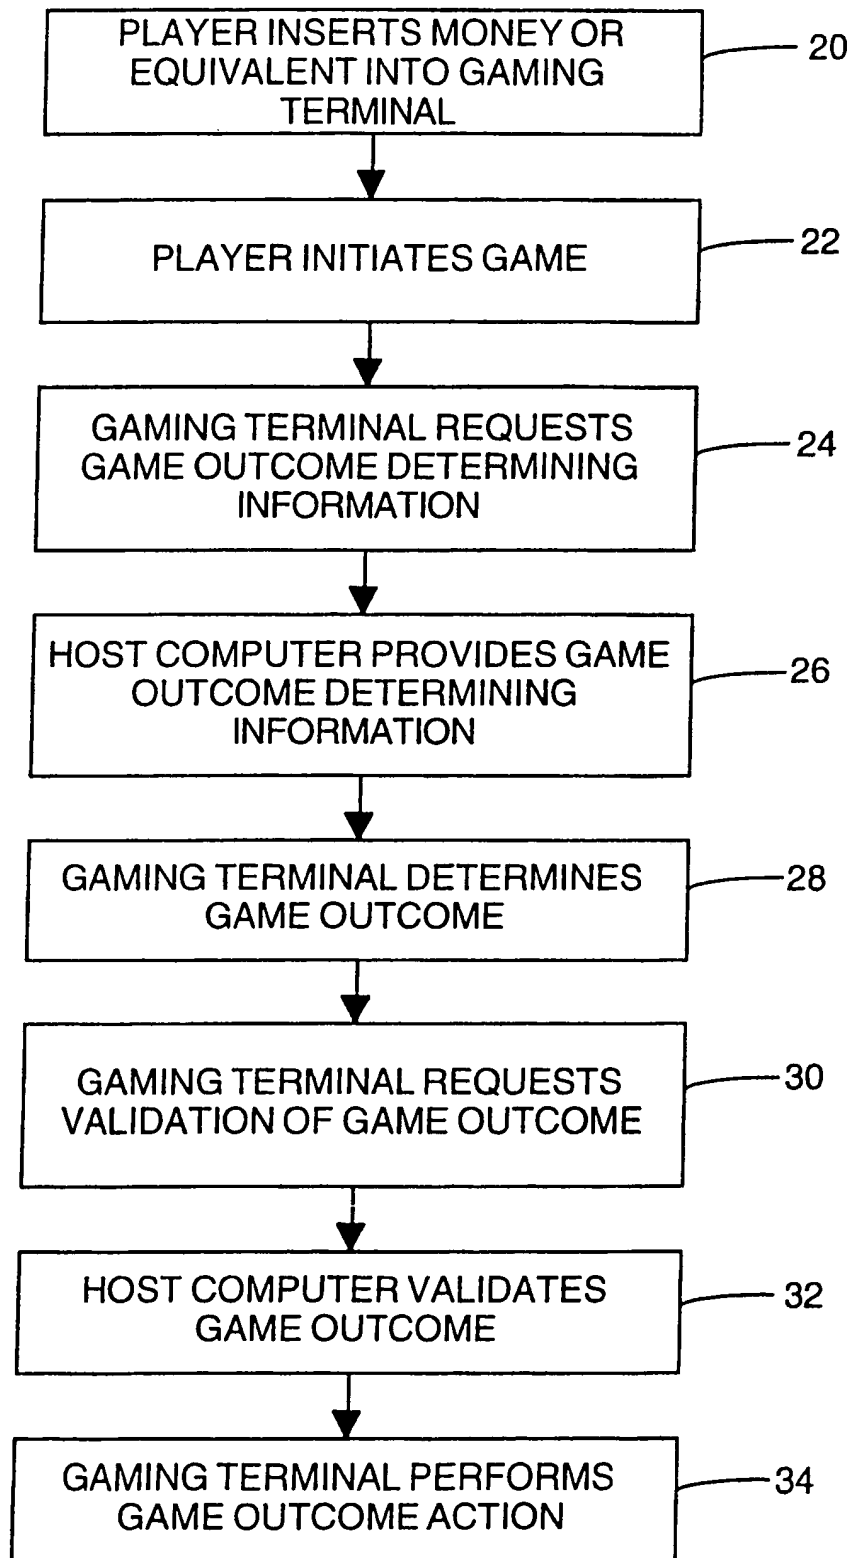 PLAYER INSERTS MONEY OR
EQUIVALENT INTO GAMING
TERMINAL
20
PLAYER INITIATES GAME
22
GAMING TERMINAL REQUESTS
GAME OUTCOME DETERMINING
INFORMATION
24
HOST COMPUTER PROVIDES GAME
OUTCOME DETERMINING
INFORMATION
26
GAMING TERMINAL DETERMINES
GAME OUTCOME
28
GAMING TERMINAL REQUESTS
VALIDATION OF GAME OUTCOME
30
HOST COMPUTER VALIDATES
GAME OUTCOME
32
GAMING TERMINAL PERFORMS
GAME OUTCOME ACTION
34